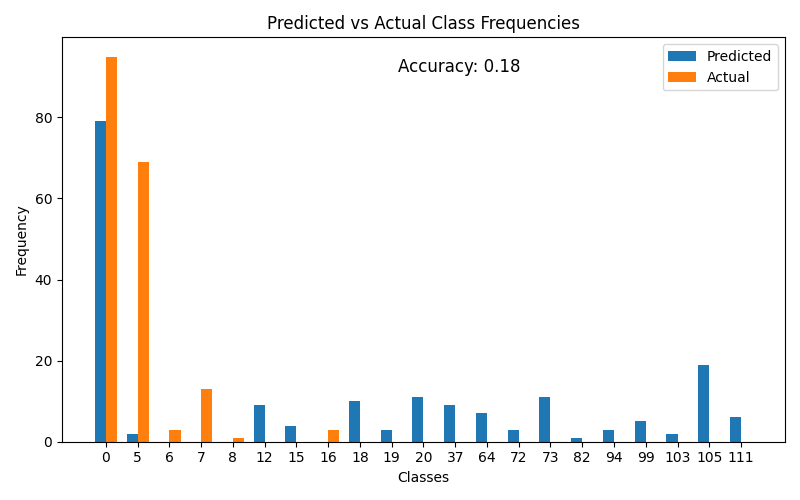 Predicted vs Actual Class Frequencies
Accuracy: 0.18
Predicted
Actual
Frequency
80
60
40
20
0
0 5 6 7 8 12 15 16 18 19 20 37 64 72 73 82 94 99 103 105 111
Classes